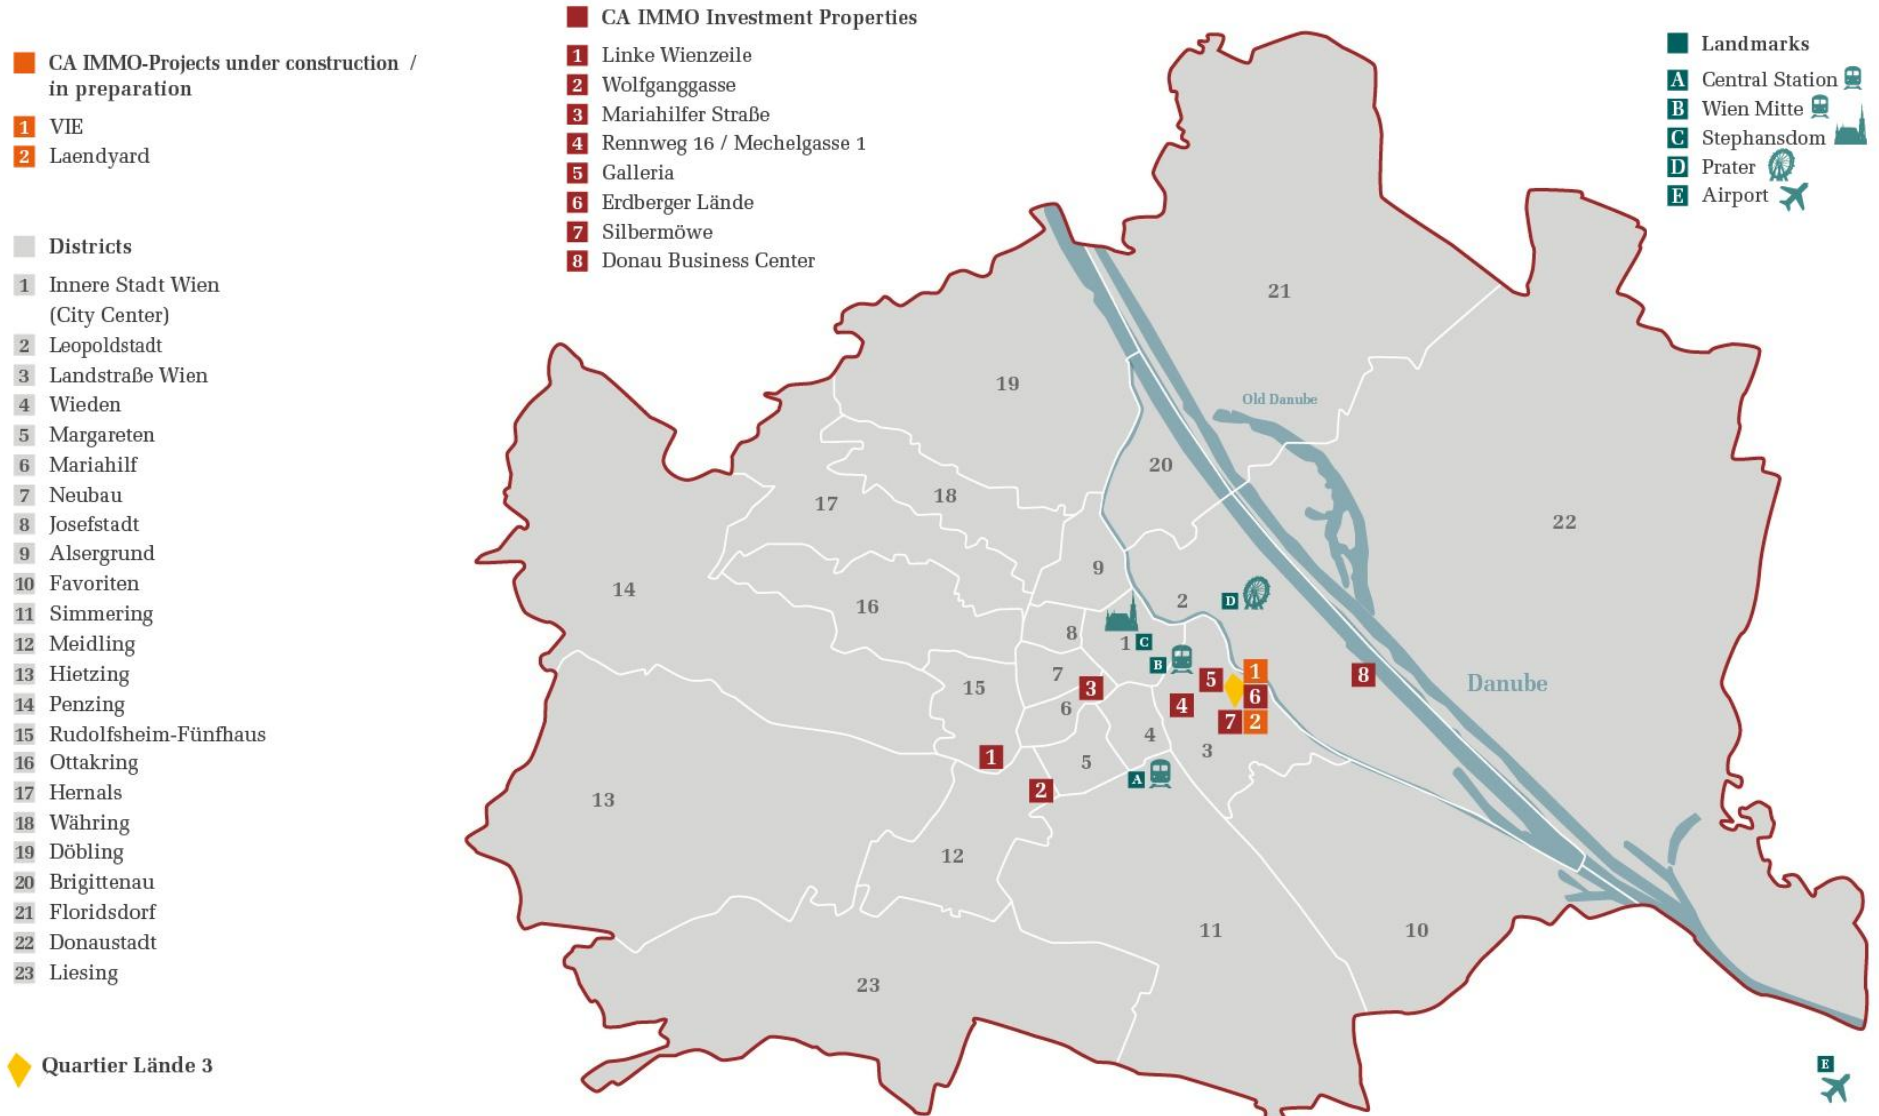 CA IMMO-Projects under construction /
in preparation
1 VIE
2 Laendyard
Districts
1 Innere Stadt Wien
(City Center)
2 Leopoldstadt
3 Landstraße Wien
4 Wieden
5 Margareten
6 Mariahilf
7 Neubau
8 Josefstadt
9 Alsergrund
10 Favoriten
11 Simmering
12 Meidling
13 Hietzing
14 Penzing
15 Rudolfsheim-Fünfhaus
16 Ottakring
17 Hernals
18 Währing
19 Döbling
20 Brigittenau
21 Floridsdorf
22 Donaustadt
23 Liesing
Quartier Lände 3
CA IMMO Investment Properties
1 Linke Wienzeile
2 Wolfganggasse
3 Mariahilfer Straße
4 Rennweg 16 / Mechelgasse 1
5 Galleria
6 Erdberger Lände
7 Silbermöwe
8 Donau Business Center
Landmarks
A Central Station
B Wien Mitte
C Stephansdom
D Prater
E Airport
21
19
Old Danube
20
18
17
22
9
14
16
2
D
8
1
C
B
7
15
3
5
1
8
Danube
6
4
6
7
2
4
3
1
5
A
2
13
12
11
10
23
E